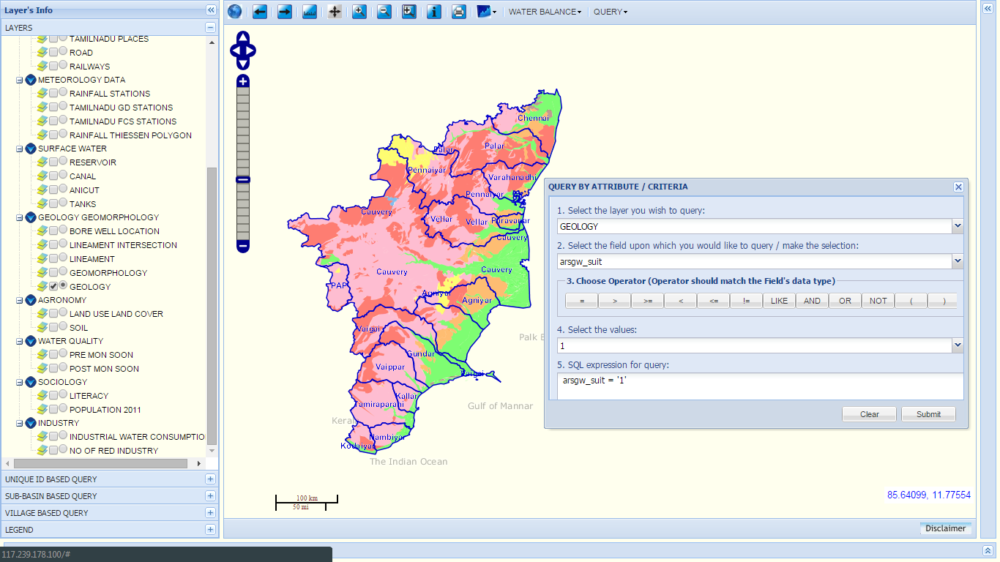 Layer's Info
LAYERS
TAMILNADU PLACES
ROAD
RAILWAYS
METEOROLOGY DATA
RAINFALL STATIONS
TAMILNADU GD STATIONS
TAMILNADU FCS STATIONS
RAINFALL THIESSEN POLYGON
SURFACE WATER
RESERVOIR
CANAL
ANICUT
TANKS
GEOLOGY GEOMORPHOLOGY
BORE WELL LOCATION
LINEAMENT INTERSECTION
LINEAMENT
GEOMORPHOLOGY
GEOLOGY
AGRONOMY
LAND USE LAND COVER
SOIL
WATER QUALITY
PRE MON SOON
POST MON SOON
SOCIOLOGY
LITERACY
POPULATION 2011
INDUSTRY
INDUSTRIAL WATER CONSUMPTIO
NO OF RED INDUSTRY
UNIQUE ID BASED QUERY
SUB-BASIN BASED QUERY
VILLAGE BASED QUERY
LEGEND
117.239.178.100/#
WATER BALANCE QUERY
Chennai
Palar Palar
Pennaiyar
Varahanadhi
Pennaiyar
Cauvery
Vellar Vellar Paravanar
Cauvery
Cauvery Cauvery
PAP
Agniyar Agniyar
Vaigai
Palk B
Gundar
Vaippar
Vaigai
Kallar
Tamiraparani
Gulf of Mannar
Keral
Nambiyar
Kodaiyar
The Indian Ocean
100 km
50 mi
QUERY BY ATTRIBUTE / CRITERIA
1. Select the layer you wish to query:
GEOLOGY
2. Select the field upon which you would like to query / make the selection:
arsgw_suit
3. Choose Operator (Operator should match the Field's data type)
= > >= < <= != LIKE AND OR NOT ( )
4. Select the values:
1
5. SQL expression for query:
arsgw_suit = '1'
Clear Submit
85.64099, 11.77554
Disclaimer